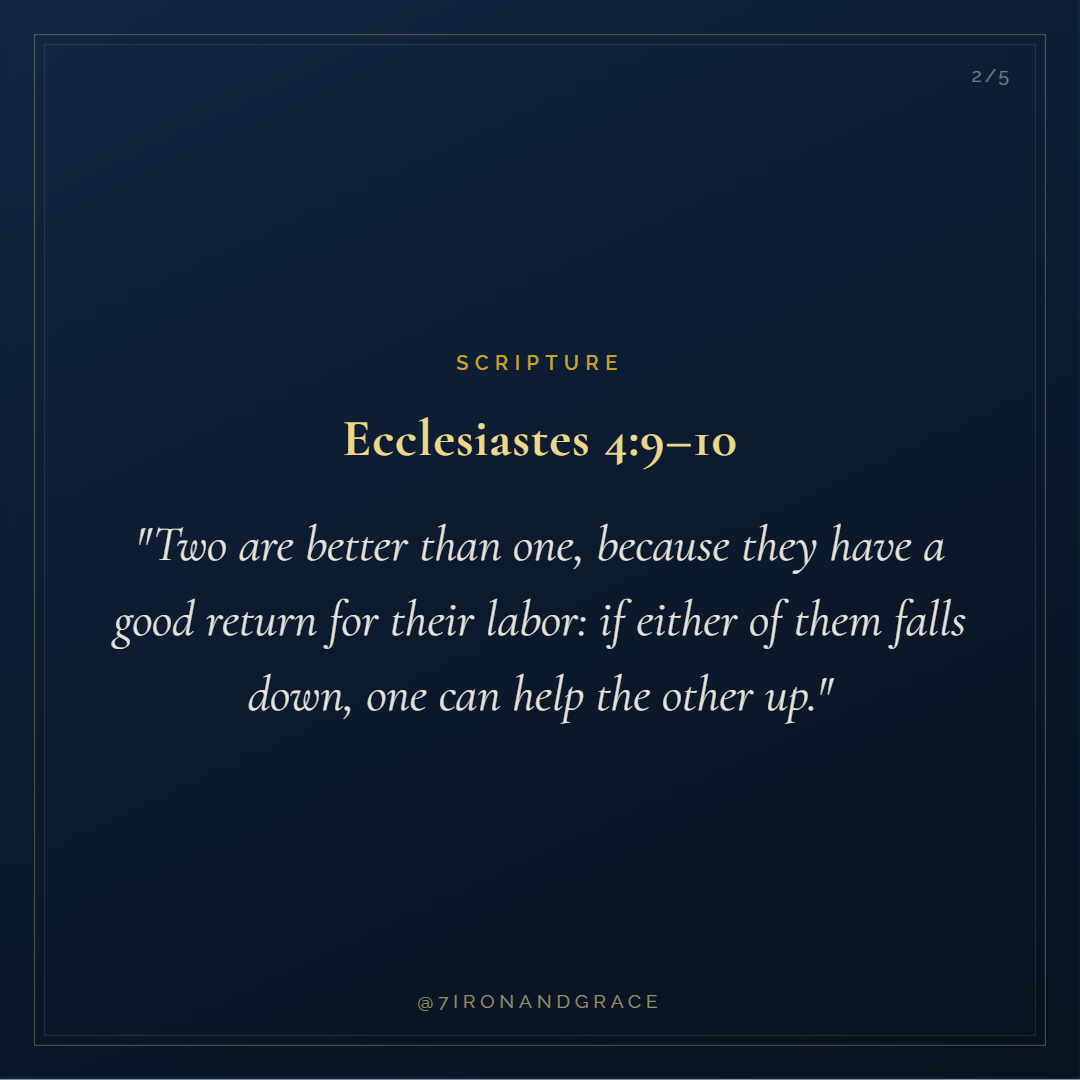 2/5
SCRIPTURE
Ecclesiastes 4:9–10
"Two are better than one, because they have a
good return for their labor: if either of them falls
down, one can help the other up."
@7IRONANDGRACE